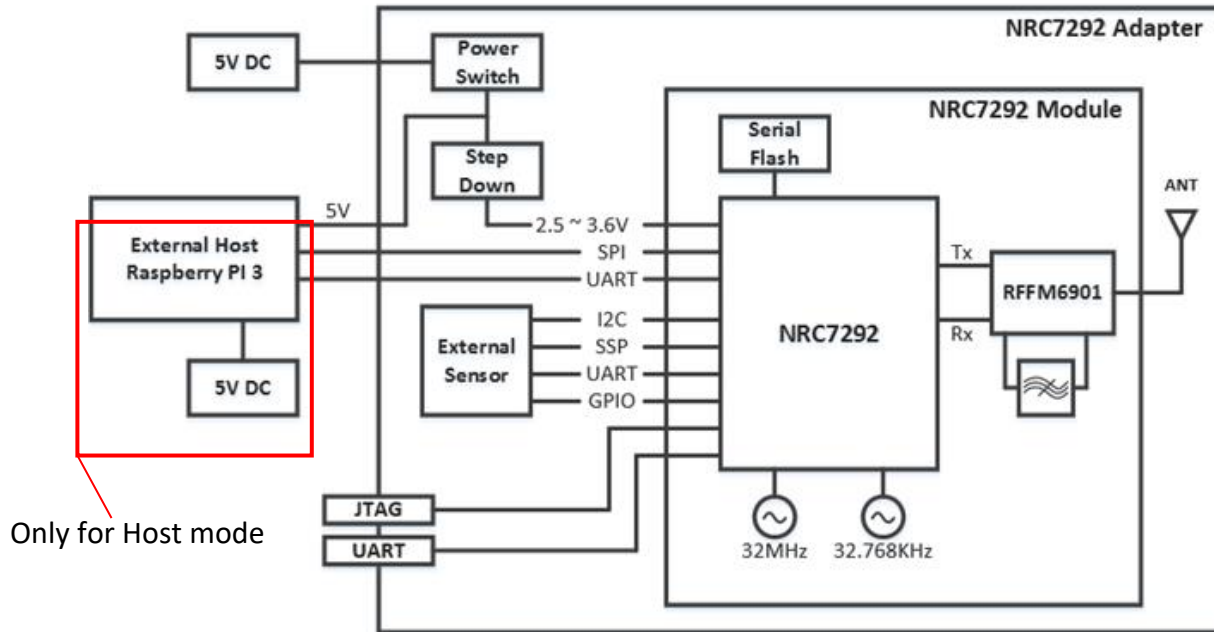 NRC7292 Adapter
5V DC
Power
Switch
NRC7292 Module
Serial
Flash
Step
Down
ANT
5V
2.5 ~ 3.6V
External Host
Raspberry PI 3
SPI
UART
Tx
RFFM6901
Rx
NRC7292
External
Sensor
I2C
SSP
UART
GPIO
5V DC
JTAG
UART
Only for Host mode
32MHz
32.768KHz